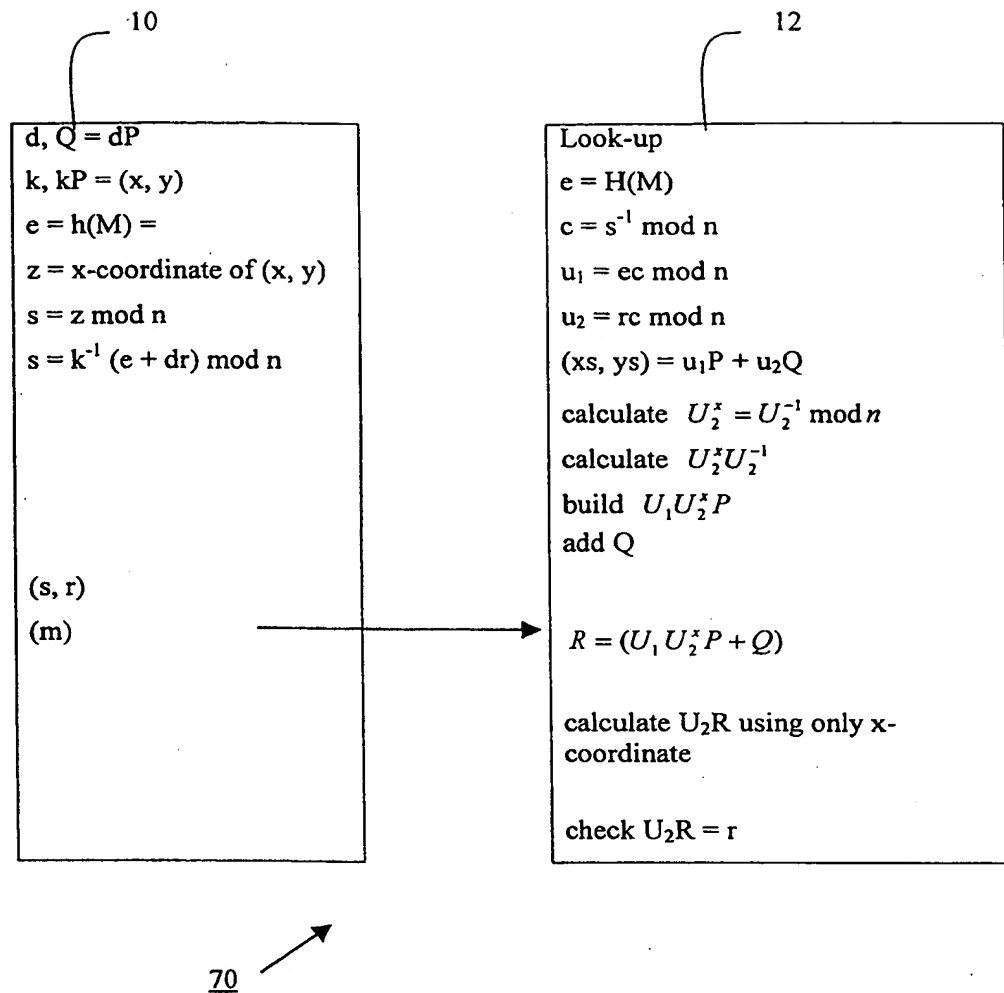 10
12
d, Q = dP
k, kP = (x, y)
e = h(M) =
z = x-coordinate of (x, y)
s = z mod n
s = k⁻¹ (e + dr) mod n
(s, r)
(m)
Look-up
e = H(M)
c = s⁻¹ mod n
u₁ = ec mod n
u₂ = rc mod n
(xs, ys) = u₁P + u₂Q
calculate U₂ˣ = U₂⁻¹ mod n
calculate U₂ˣU₂⁻¹
build U₁U₂ˣP
add Q
R = (U₁ U₂ˣP + Q)
calculate U₂R using only x-
coordinate
check U₂R = r
70